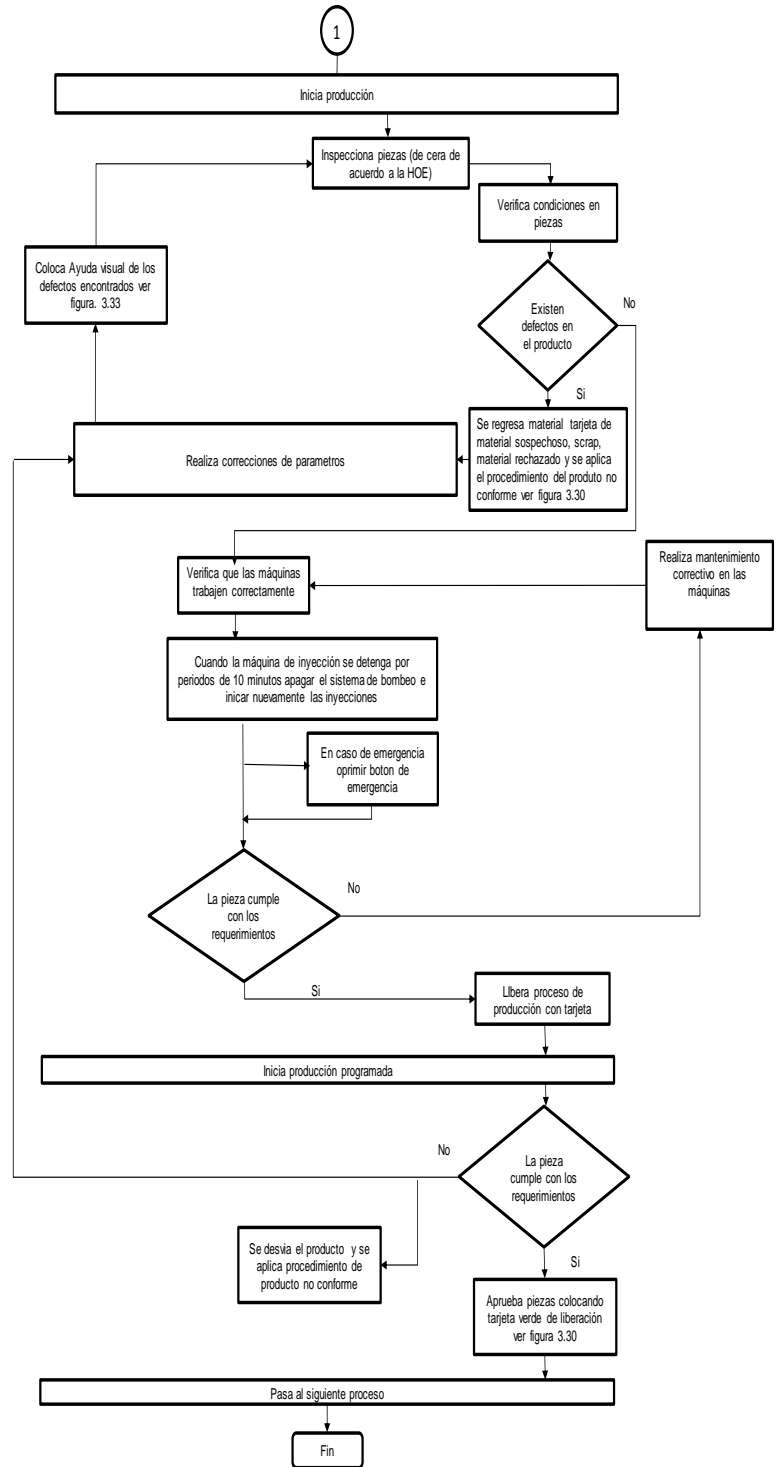 1
Inicia producción
Inspecciona piezas (de cera de
acuerdo a la HOE)
Verifica condiciones en
piezas
Coloca Ayuda visual de los
defectos encontrados ver
figura. 3.33
Existen
defectos en
el producto
No
Si
Se regresa material tarjeta de
material sospechoso, scrap,
material rechazado y se aplica
el procedimiento del produto no
conforme ver figura 3.30
Realiza correcciones de parametros
Verifica que las máquinas
trabajen correctamente
Realiza mantenimiento
correctivo en las
máquinas
Cuando la máquina de inyección se detenga por
periodos de 10 minutos apagar el sistema de bombeo e
inicar nuevamente las inyecciones
En caso de emergencia
oprimir boton de
emergencia
La pieza cumple
con los
requerimientos
No
Si
LIbera proceso de
producción con tarjeta
Inicia producción programada
No
La pieza
cumple con los
requerimientos
Si
Se desvia el producto y se
aplica procedimiento de
producto no conforme
Aprueba piezas colocando
tarjeta verde de liberación
ver figura 3.30
Pasa al siguiente proceso
Fin